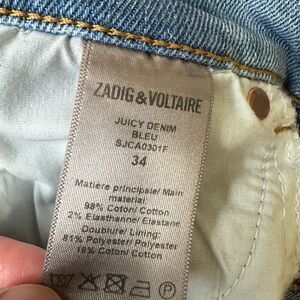 ZADIG&VOLTAIRE
JUICY DENIM
BLEU
SJCA0301F
34
Matière principale/ Main
material:
98% Coton/ Cotton
2% Elasthanne/ Elastane
Doublure/ Lining:
81% Polyester/ Polyester
19% Coton/ Cotton